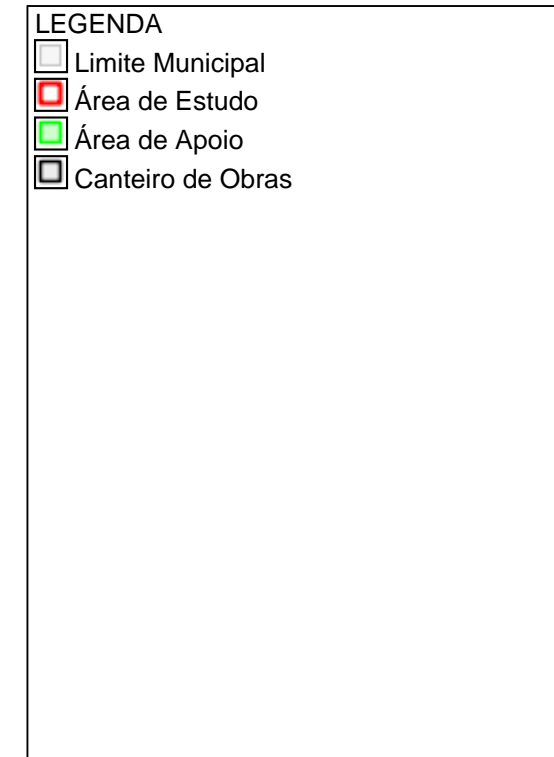 LEGENDA
Limite Municipal
Área de Estudo
Área de Apoio
Canteiro de Obras